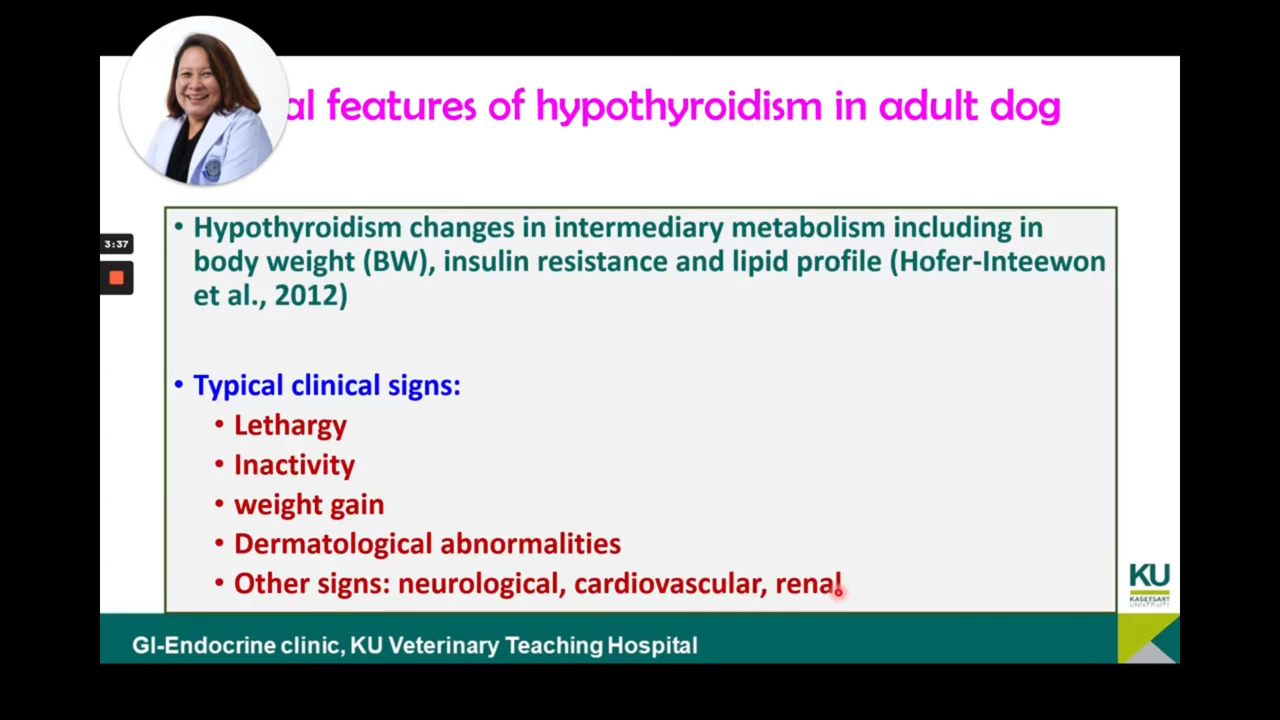 al features of hypothyroidism in adult dog
• Hypothyroidism changes in intermediary metabolism including in
body weight (BW), insulin resistance and lipid profile (Hofer-Inteewon
et al., 2012)
3:37
• Typical clinical signs:
• Lethargy
• Inactivity
• weight gain
• Dermatological abnormalities
• Other signs: neurological, cardiovascular, renal
KU
KASETSART
UNIVERSITY
GI-Endocrine clinic, KU Veterinary Teaching Hospital